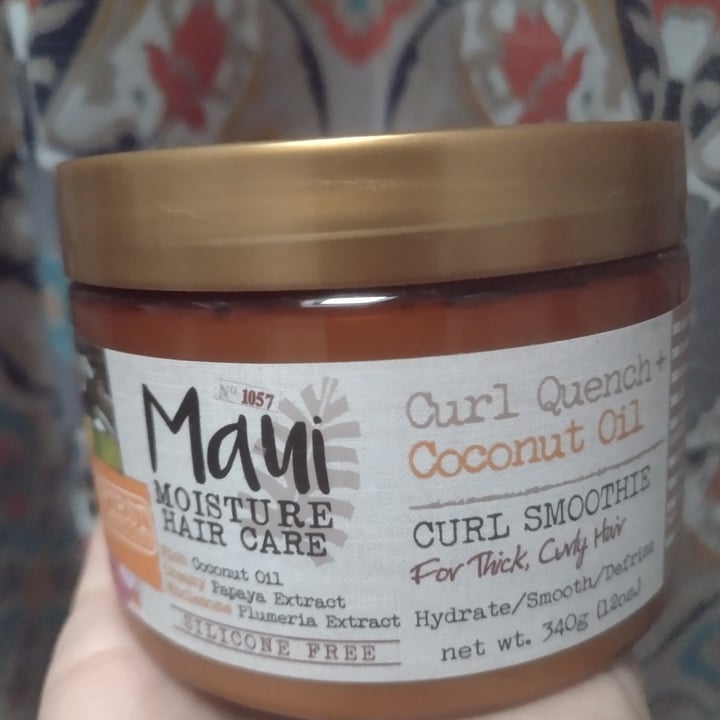 Nº 1057
Maui
MOISTURE
HAIR CARE
Coconut Oil
Papaya Extract
Plumeria Extract
SILICONE FREE
Curl Quench+
Coconut Oil
CURL SMOOTHIE
For Thick, Curly Hair
Hydrate/Smooth/Defrizz
net wt. 340g (12oz)